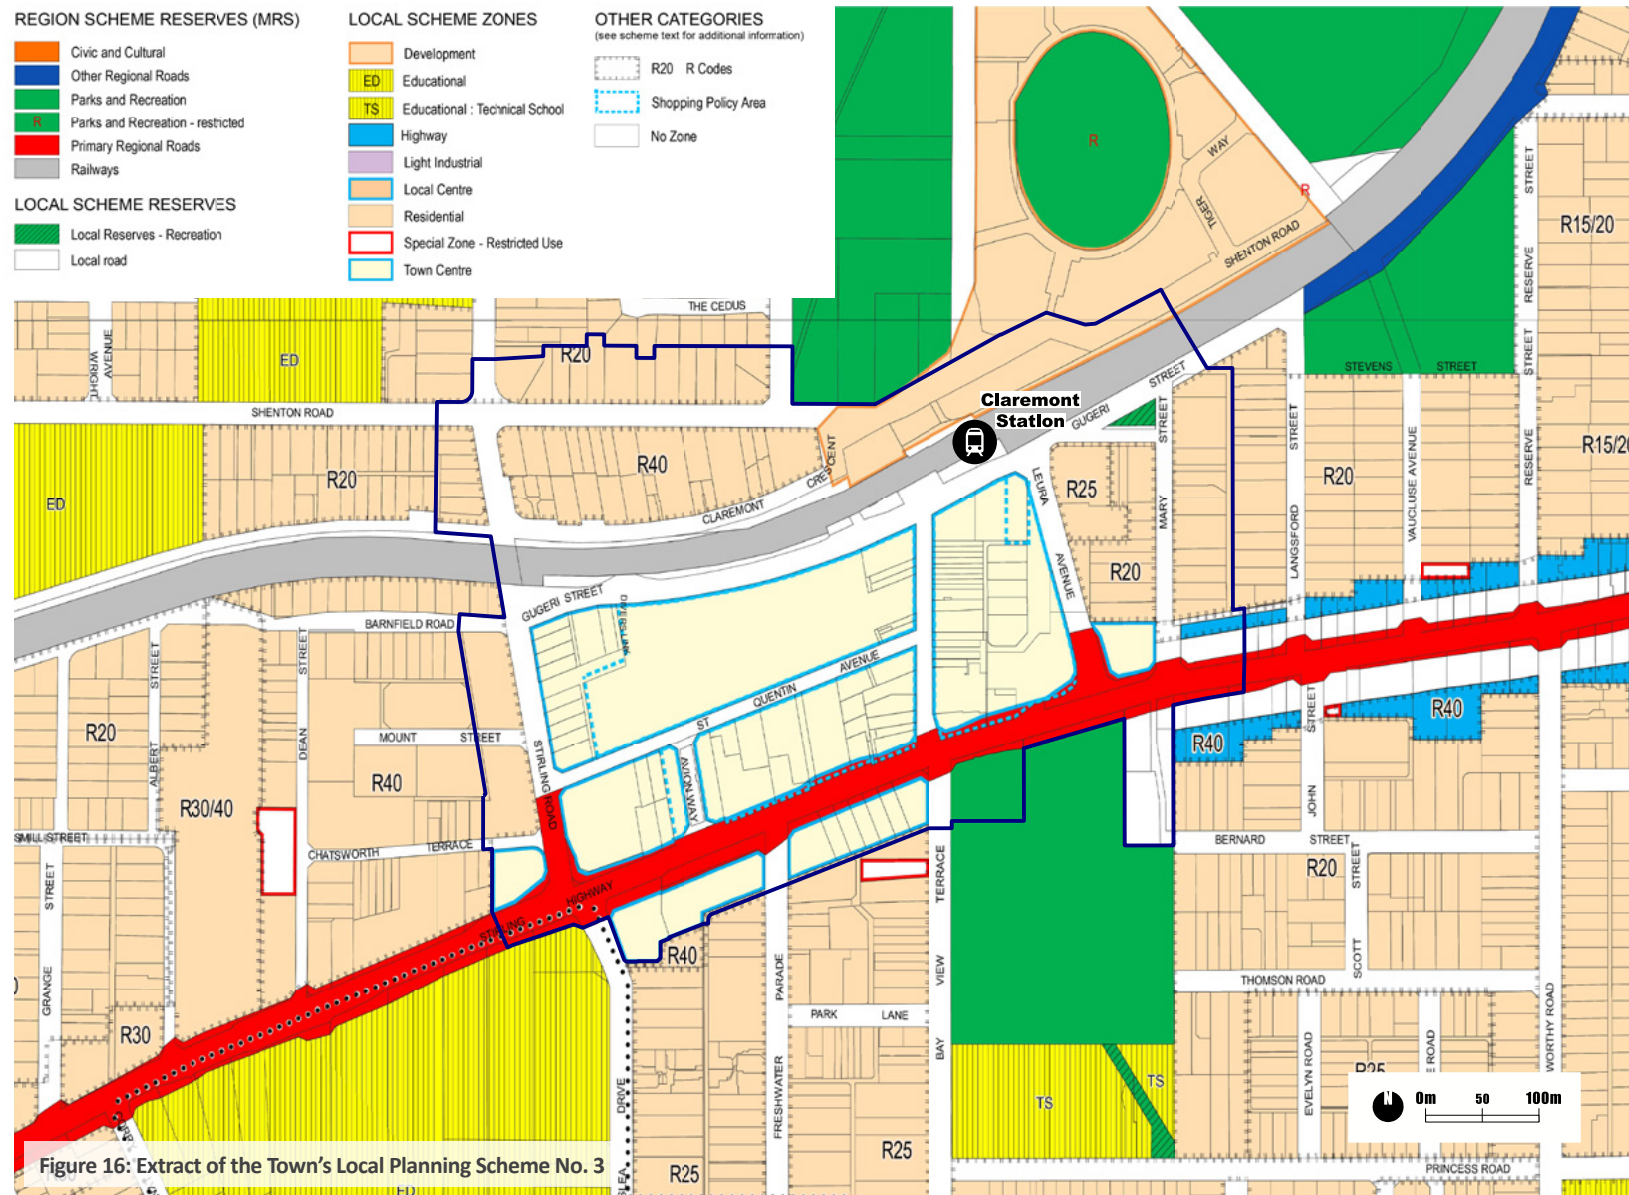 REGION SCHEME RESERVES (MRS)
Civic and Cultural
Other Regional Roads
Parks and Recreation
R Parks and Recreation - restricted
Primary Regional Roads
Railways
LOCAL SCHEME RESERVES
Local Reserves - Recreation
Local road
LOCAL SCHEME ZONES
Development
ED Educational
TS Educational : Technical School
Highway
Light Industrial
Local Centre
Residential
Special Zone - Restricted Use
Town Centre
OTHER CATEGORIES
(see scheme text for additional information)
R20 R Codes
Shopping Policy Area
No Zone
R
WAY
TIGER
R
SHENTON ROAD
STREET
RESERVE
STREET
RESERVE
R15/20
R15/20
THE CEDUS
WRIGHT
AVENUE
ED
R20
SHENTON ROAD
STEVENS STREET
Claremont
Station
GUGERI STREET
STREET
MARY
STREET
LANGSFORD
VAUCLUSE AVENUE
R20
ED
R20
R40
CRESCENT
CLAREMONT
LEURA
AVENUE
R25
R20
GUGERI STREET
DIVERS LINK
BARNFIELD ROAD
STREET
ALBERT
STREET
DEAN
R20
MOUNT STREET
R40
R30/40
ST QUENTIN AVENUE
AVION WAY
STIRLING ROAD
STREET
JOHN
R40
R40
CHATSWORTH TERRACE
MILL STREET
STREET
GRANGE
STIRLING HIGHWAY
R40
BERNARD STREET
R20
STREET
SCOTT
TERRACE
VIEW
BAY
PARADE
FRESHWATER
PARK LANE
THOMSON ROAD
R30
EVELYN ROAD
ROAD
R25
WORTHY ROAD
TS
TS
DRIVE
R25
R25
N
0m 50 100m
PRINCESS ROAD
Figure 16: Extract of the Town's Local Planning Scheme No. 3
ED